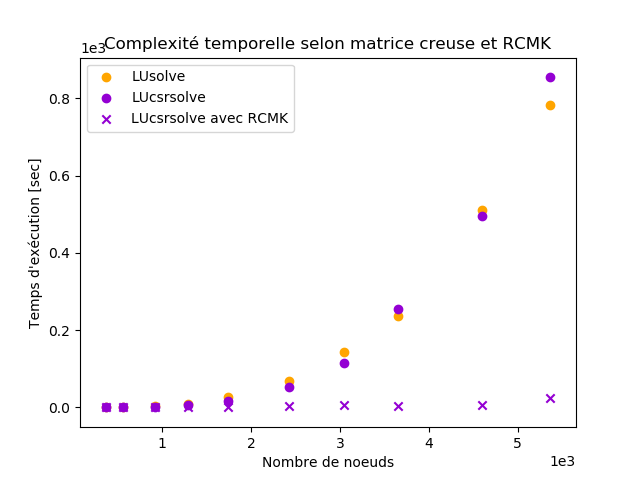 Complexité temporelle selon matrice creuse et RCMK
1e3
LUsolve
LUcsrsolve
LUcsrsolve avec RCMK
Temps d'exécution [sec]
0.8
0.6
0.4
0.2
0.0
1 2 3 4 5
1e3
Nombre de noeuds